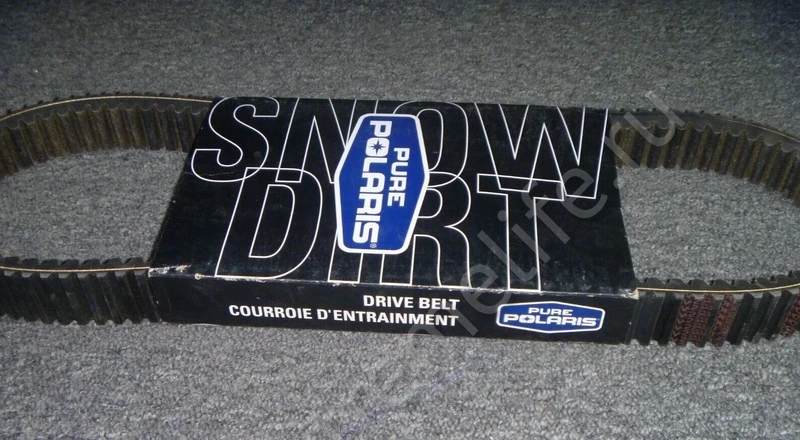 SNOW
DIRT
PURE
POLARIS®
DRIVE BELT
COURROIE D'ENTRAINMENT
PURE
POLARIS